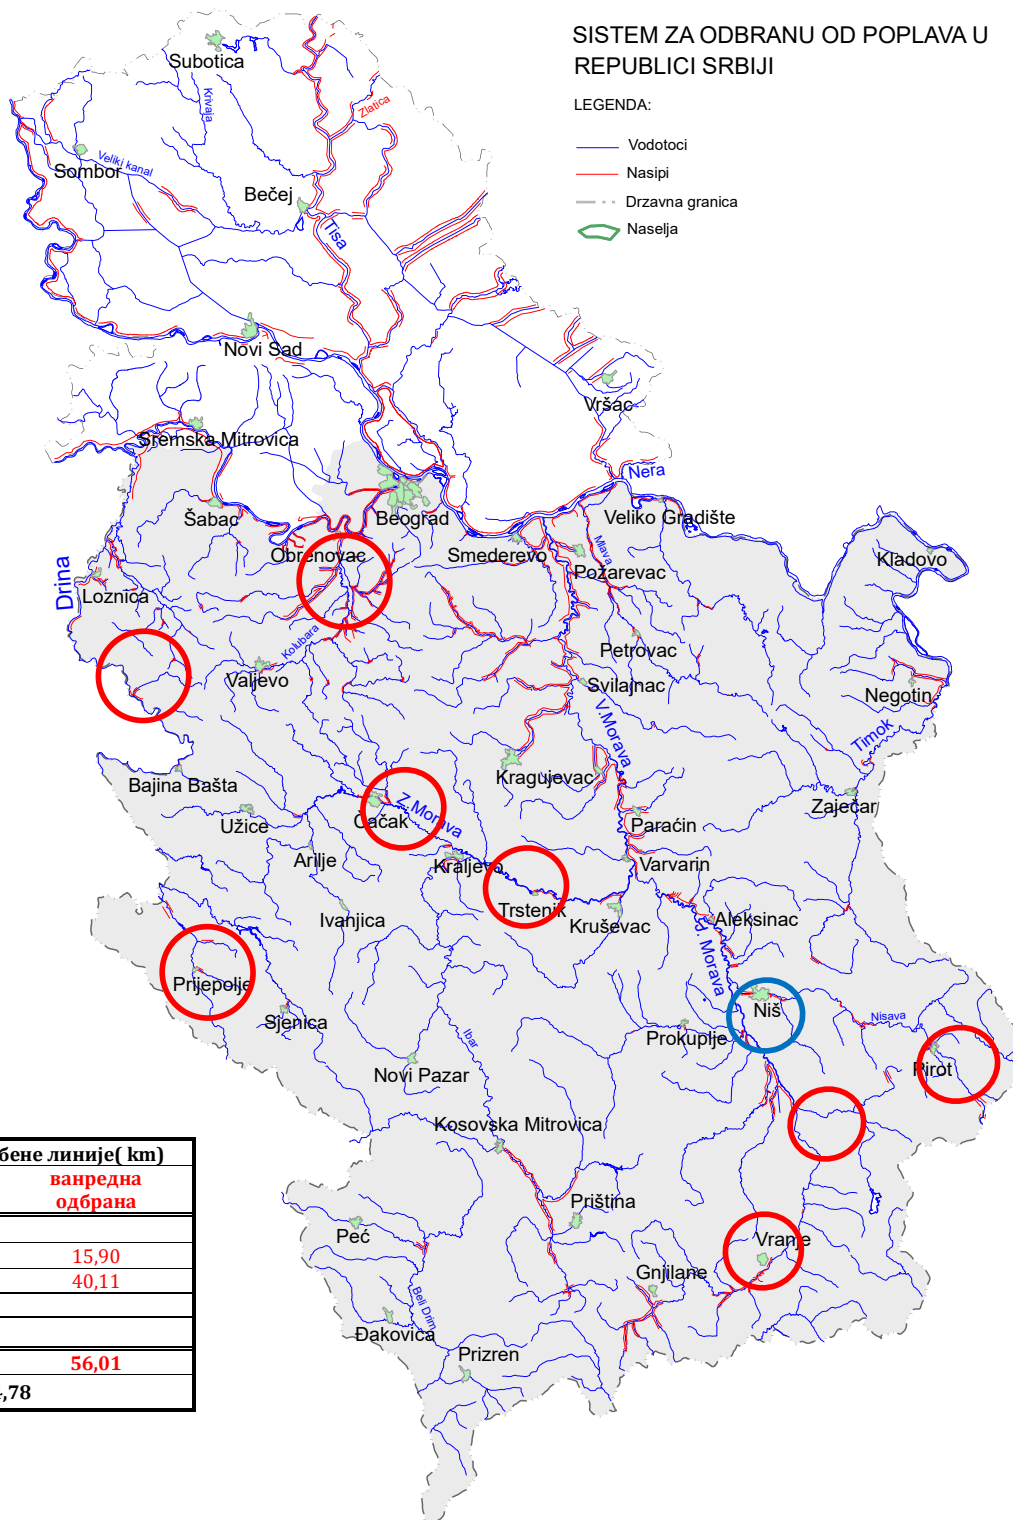 SISTEM ZA ODBRANU OD POPLAVA U
REPUBLICI SRBIJI
LEGENDA:
Vodotoci
Nasipi
Drzavna granica
Naselja
Subotica
Krivaja
Zlatica
Sombor
Veliki kanal
Bečej
Tisa
Novi Sad
Vršac
Sremska Mitrovica
Nera
Šabac
Beograd
Veliko Gradište
Obrenovac
Smederevo
Mlava
Požarevac
Kladovo
Drina
Loznica
Kolubara
Petrovac
Valjevo
Svilajnac
Negotin
V.Morava
Timok
Bajina Bašta
Kragujevac
Zaječar
Užice
Čačak
Z.Morava
Paraćin
Arilje
Kraljevo
Varvarin
Ivanjica
Trstenik
Kruševac
Aleksinac
J. Morava
Prijepolje
Sjenica
Niš
Nisava
Ibar
Prokuplje
Pirot
Novi Pazar
Kosovska Mitrovica
Priština
Peć
Vranje
Gnjilane
Beli Drim
Đakovica
Prizren
бене линије( km)
ванредна
одбрана
15,90
40,11
56,01
,78